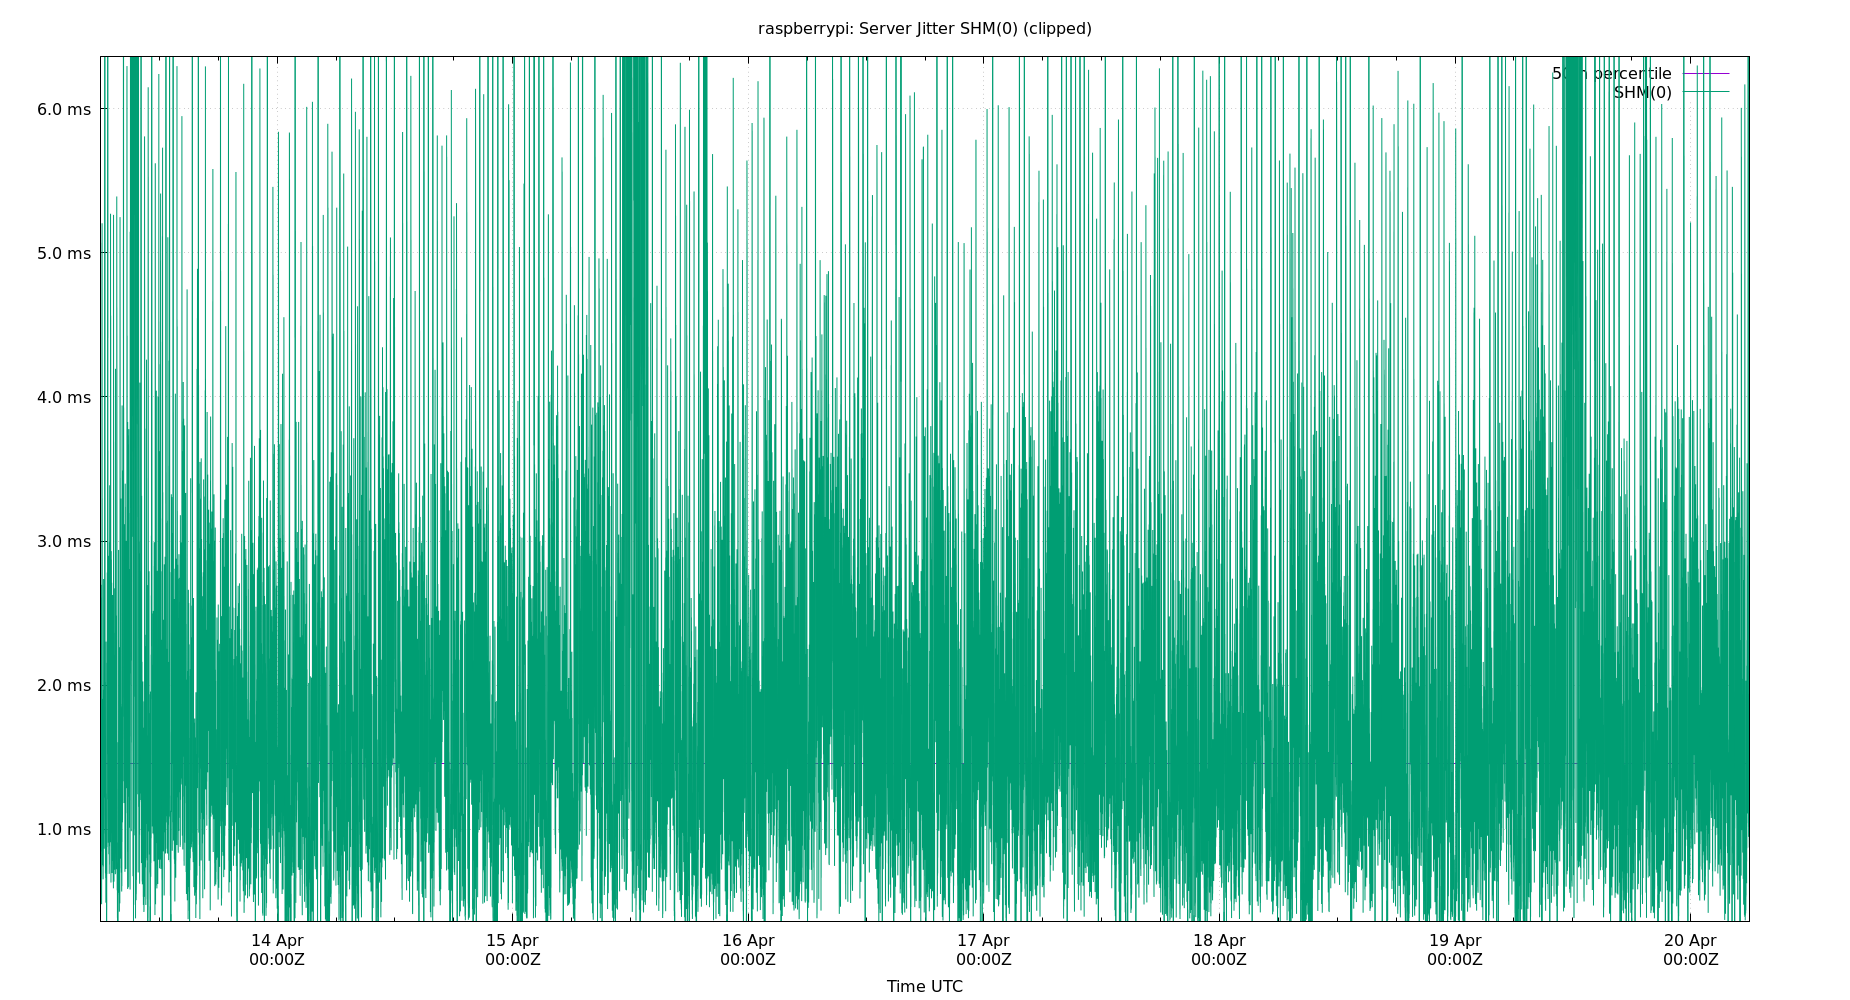 raspberrypi: Server Jitter SHM(0) (clipped)
percentile
SHM(0)
6.0 ms
5.0 ms
4.0 ms
3.0 ms
2.0 ms
1.0 ms
14 Apr 15 Apr 16 Apr 17 Apr 18 Apr 19 Apr 20 Apr
00:00Z 00:00Z 00:00Z 00:00Z 00:00Z 00:00Z 00:00Z
Time UTC